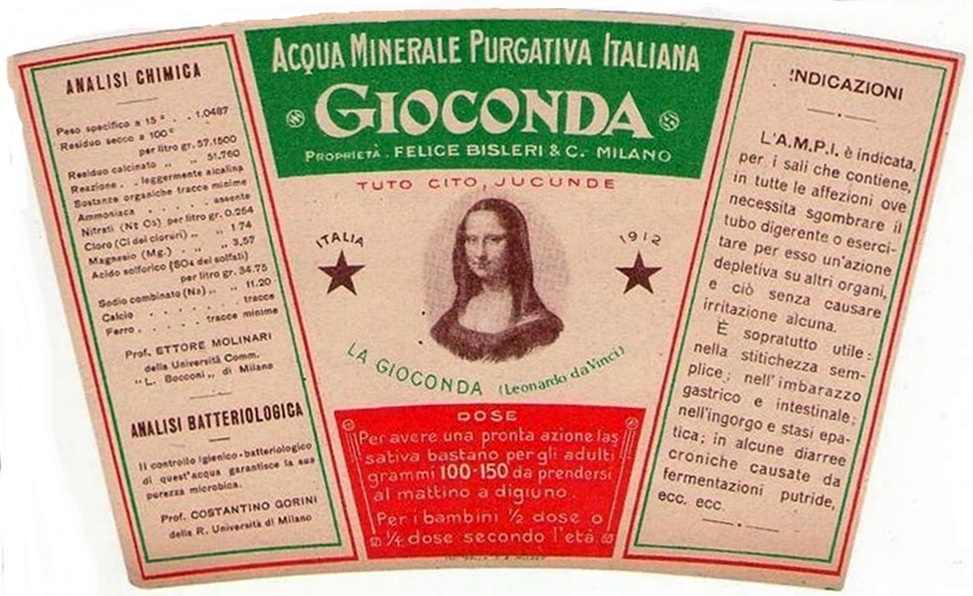 ANALISI CHIMICA
Peso specifico a 15° . . 1.0487
Residuo secco a 100°
per litro gr. 57.1500
Residuo calcinato „ „ 51.760
Reazione . . leggermente alcalina
Sostanze organiche tracce minime
Ammoniaca . . . . . assente
Nitrati (N2 O5) per litro gr. 0.254
Cloro (Cl dei cloruri) „ „ 1 74
Magnesio (Mg.) . „ „ 3,57
Acido solforico (SO4 dei solfati)
per litro gr. 34.75
Sodio combinato (Na) „ „ 11.20
Calcio . . . . . . tracce
Ferro . . . . . tracce minime
Prof. ETTORE MOLINARI
della Università Comm.
"L. Bocconi„ di Milano
ANALISI BATTERIOLOGICA
Il controllo igienico-batteriologico
di quest'acqua garantisce la sua
purezza microbica.
Prof. COSTANTINO GORINI
della R. Università di Milano
ACQUA MINERALE PURGATIVA ITALIANA
GIOCONDA
PROPRIETÀ . FELICE BISLERI & C. MILANO
TUTO CITO, JUCUNDE
ITALIA
1912
LA GIOCONDA (Leonardo da Vinci)
DOSE
Per avere una pronta azione las
sativa bastano per gli adulti
grammi 100-150 da prendersi
al mattino a digiuno.
Per i bambini ½ dose o
¼ dose secondo l'età
INDICAZIONI
L'A.M.P.I. è indicata,
per i sali che contiene,
in tutte le affezioni ove
necessita sgombrare il
tubo digerente o eserci-
tare per esso un'azione
depletiva su altri organi,
e ciò senza causare
irritazione alcuna.
È sopratutto utile:
nella stitichezza sem-
plice; nell'imbarazzo
gastrico e intestinale;
nell'ingorgo e stasi epa-
tica; in alcune diarree
croniche causate da
fermentazioni putride,
ecc. ecc.